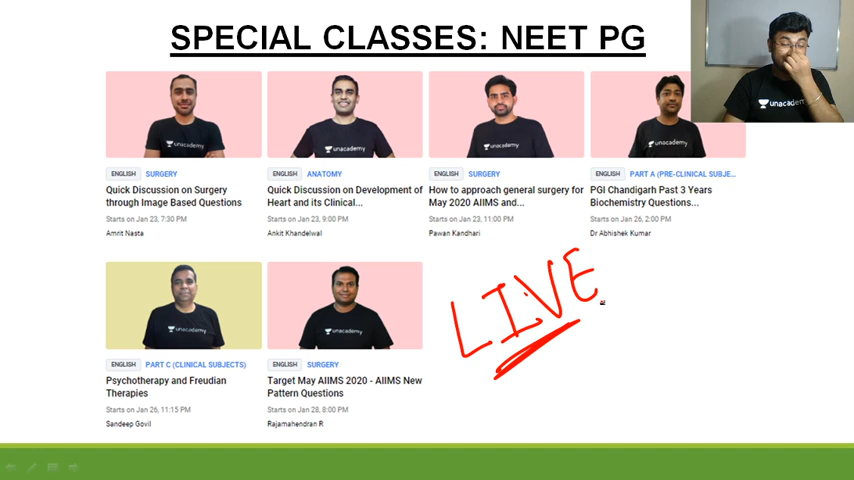 SPECIAL CLASSES: NEET PG
unacademy
unacademy
unacademy
unacademy
unacademy
ENGLISH SURGERY
Quick Discussion on Surgery
through Image Based Questions
Starts on Jan 23, 7:30 PM
Amrit Nasta
ENGLISH ANATOMY
Quick Discussion on Development of
Heart and its Clinical...
Starts on Jan 23, 9:00 PM
Ankit Khandelwal
ENGLISH SURGERY
How to approach general surgery for
May 2020 AIIMS and...
Starts on Jan 23, 11:00 PM
Pawan Kandhari
ENGLISH PART A (PRE-CLINICAL SUBJE...
PGI Chandigarh Past 3 Years
Biochemistry Questions...
Starts on Jan 26, 2:00 PM
Dr Abhishek Kumar
LIVE
unacademy
unacademy
ENGLISH PART C (CLINICAL SUBJECTS)
Psychotherapy and Freudian
Therapies
Starts on Jan 26, 11:15 PM
Sandeep Govil
ENGLISH SURGERY
Target May AIIMS 2020 - AIIMS New
Pattern Questions
Starts on Jan 28, 8:00 PM
Rajamahendran R